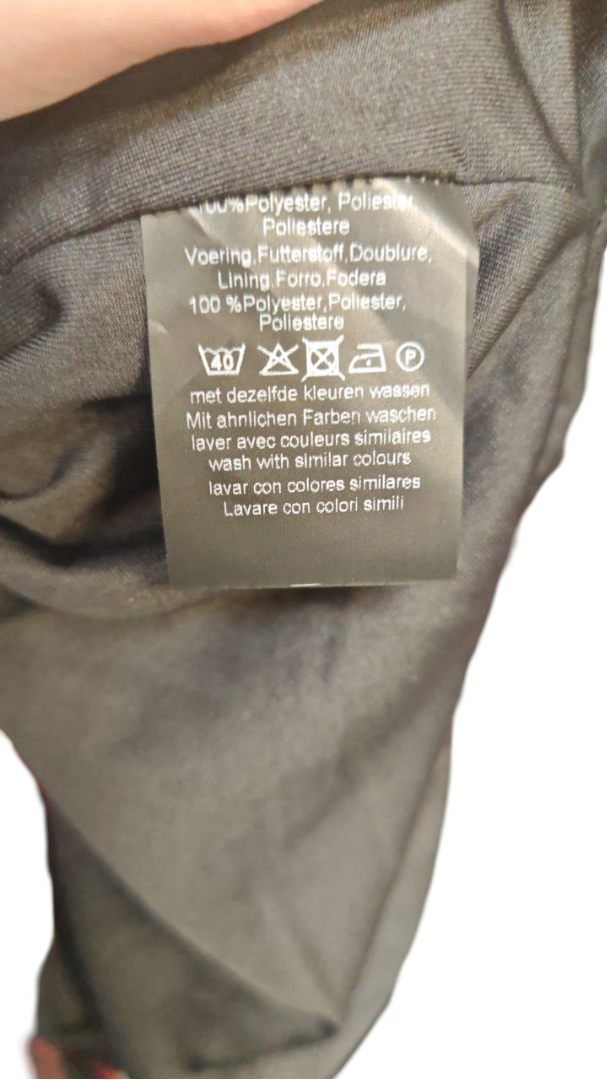 100%Polyester, Poliester,
Poliestere
Voering,Futterstoff,Doublure,
Lining,Forro,Fodera
100 %Polyester,Poliester,
Poliestere
40 P
met dezelfde kleuren wassen
Mit ahnlichen Farben waschen
laver avec couleurs similaires
wash with similar colours
lavar con colores similares
Lavare con colori simili